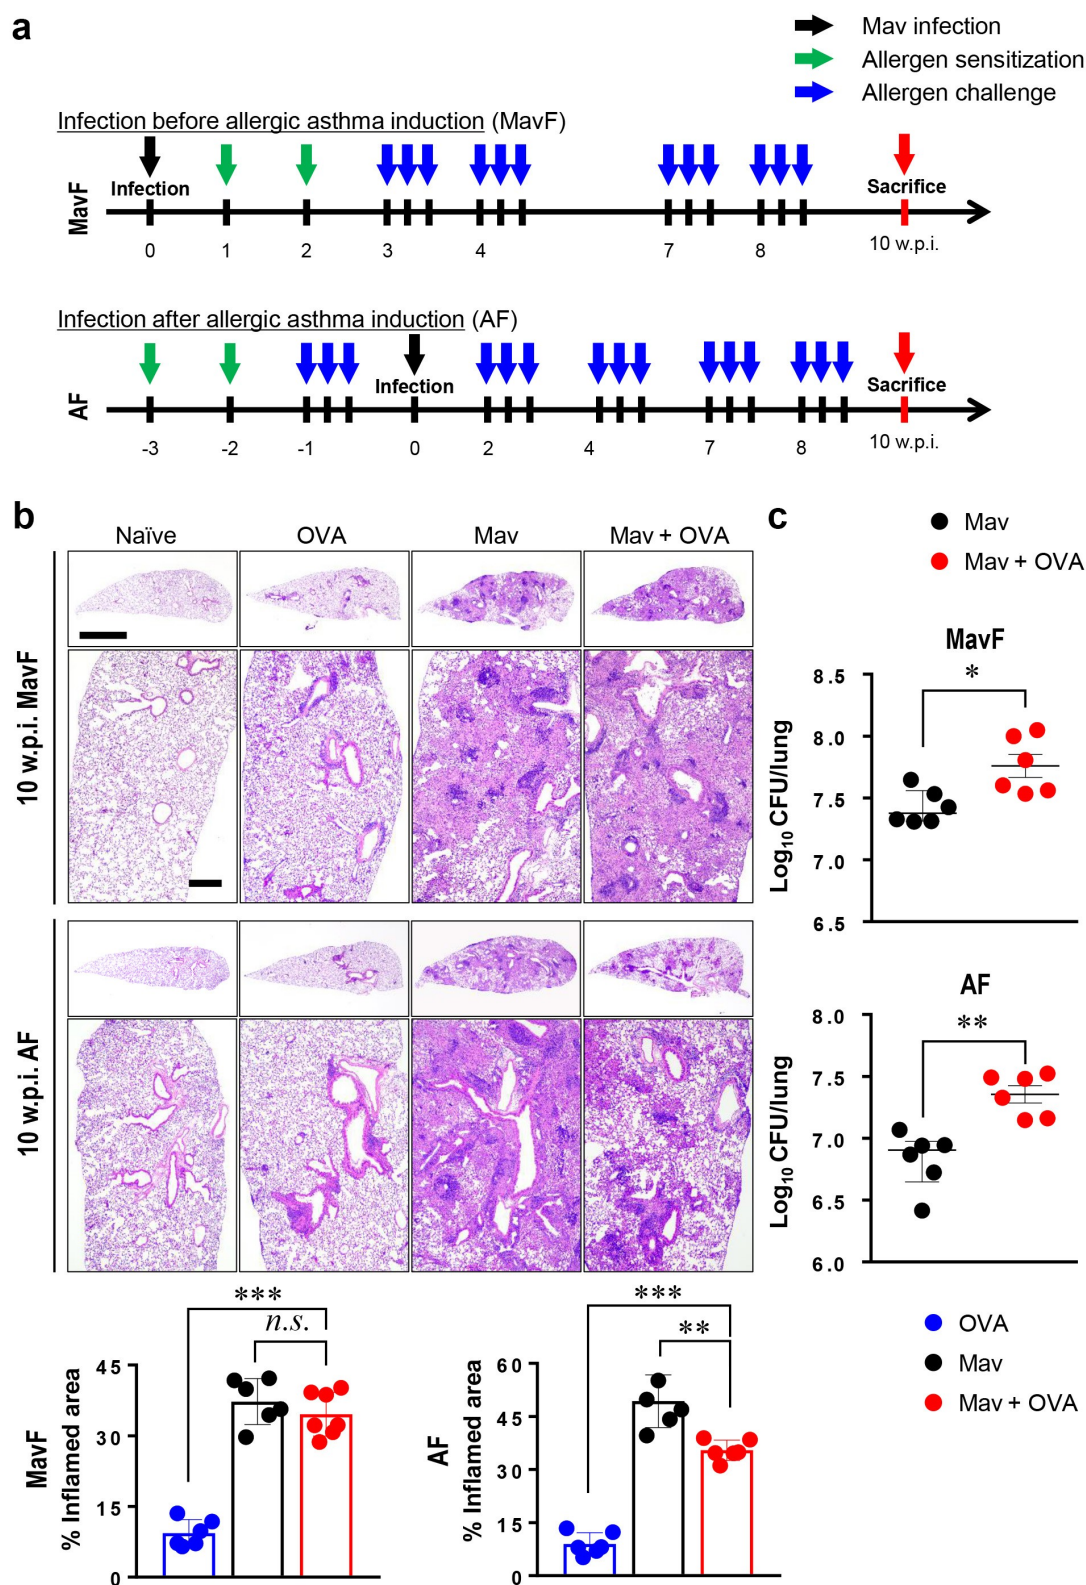 a
Mav infection
Allergen sensitization
Allergen challenge
Infection before allergic asthma induction (MavF)
MavF
Infection
Sacrifice
0 1 2 3 4 7 8 10 w.p.i.
Infection after allergic asthma induction (AF)
AF
Infection
Sacrifice
-3 -2 -1 0 2 4 7 8 10 w.p.i.
b
Naïve OVA Mav Mav + OVA
10 w.p.i. MavF
10 w.p.i. AF
c
Mav
Mav + OVA
MavF
*
Log10 CFU/lung
8.5
8.0
7.5
7.0
6.5
AF
**
Log10 CFU/lung
8.0
7.5
7.0
6.5
6.0
MavF
% Inflamed area
***
n.s.
45
30
15
0
AF
% Inflamed area
***
**
60
45
30
15
0
OVA
Mav
Mav + OVA